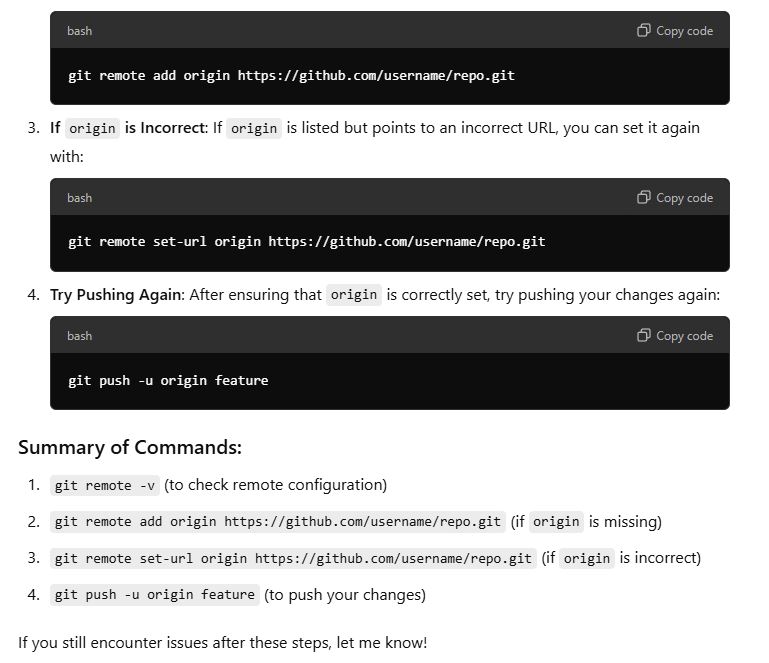 bash Copy code
git remote add origin https://github.com/username/repo.git
3. If origin is Incorrect: If origin is listed but points to an incorrect URL, you can set it again
with:
bash Copy code
git remote set-url origin https://github.com/username/repo.git
4. Try Pushing Again: After ensuring that origin is correctly set, try pushing your changes again:
bash Copy code
git push -u origin feature
Summary of Commands:
1. git remote -v (to check remote configuration)
2. git remote add origin https://github.com/username/repo.git (if origin is missing)
3. git remote set-url origin https://github.com/username/repo.git (if origin is incorrect)
4. git push -u origin feature (to push your changes)
If you still encounter issues after these steps, let me know!